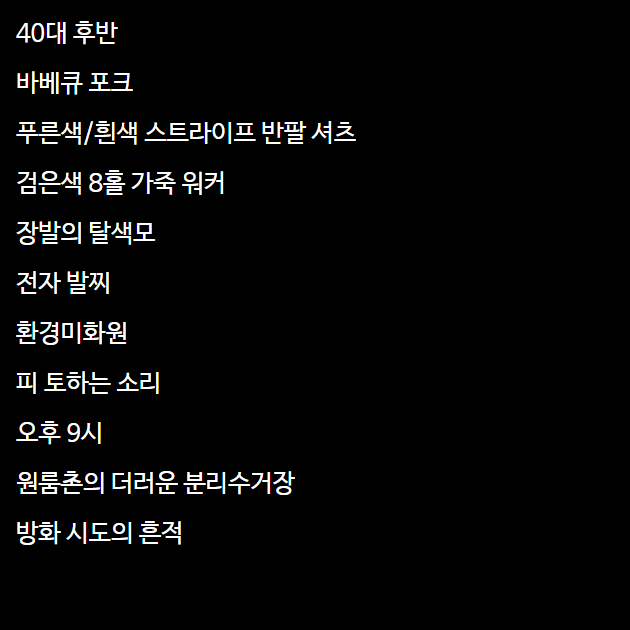 40대 후반
바베큐 포크
푸른색/흰색 스트라이프 반팔 셔츠
검은색 8홀 가죽 워커
장발의 탈색모
전자 발찌
환경미화원
피 토하는 소리
오후 9시
원룸촌의 더러운 분리수거장
방화 시도의 흔적